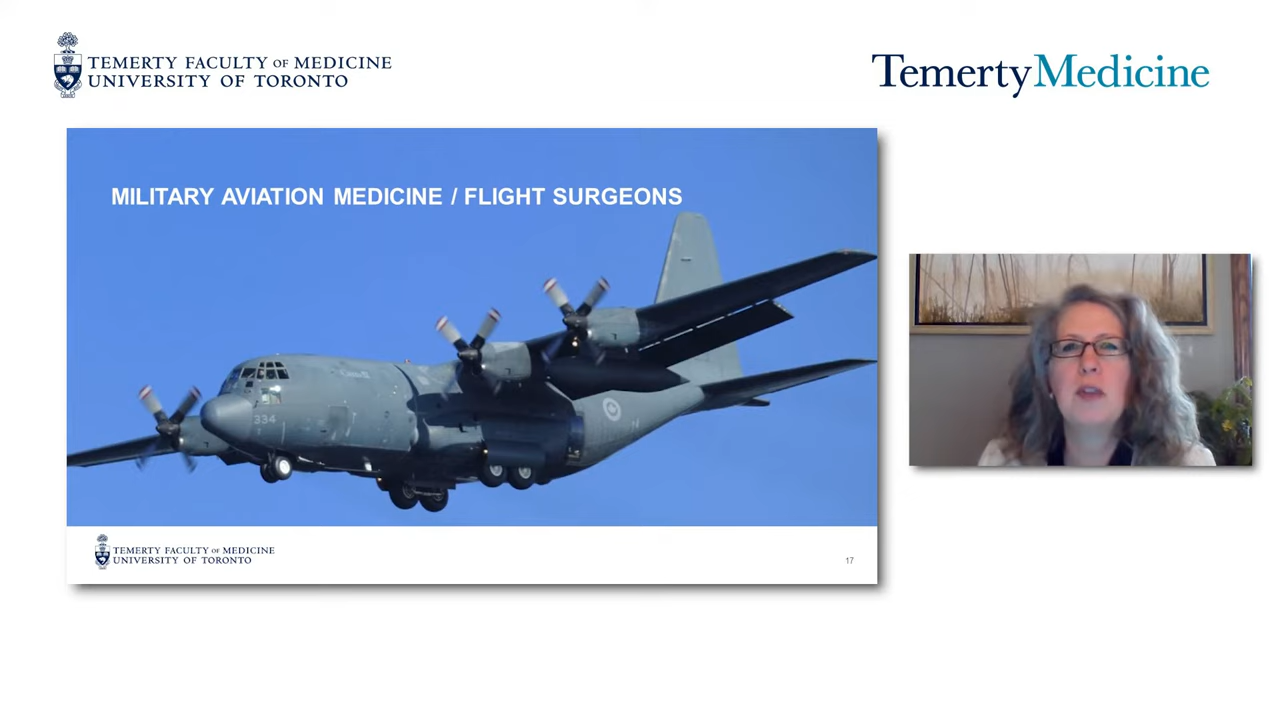 TEMERTY FACULTY OF MEDICINE
UNIVERSITY OF TORONTO
TemertyMedicine
MILITARY AVIATION MEDICINE / FLIGHT SURGEONS
334
TEMERTY FACULTY OF MEDICINE
UNIVERSITY OF TORONTO
17